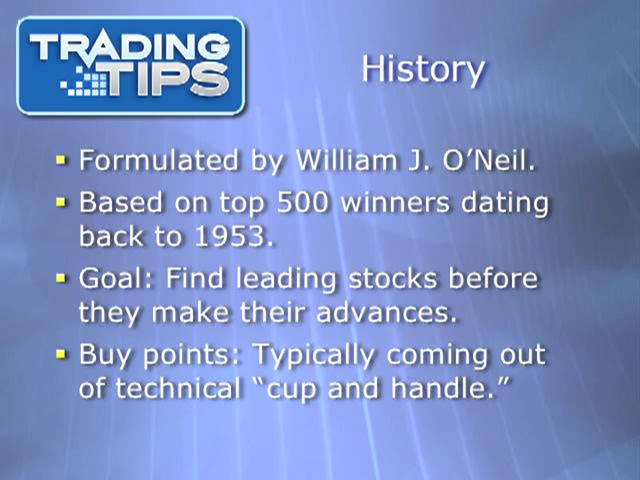 TRADING
TIPS
History
Formulated by William J. O’Neil.
Based on top 500 winners dating
back to 1953.
Goal: Find leading stocks before
they make their advances.
Buy points: Typically coming out
of technical “cup and handle.”